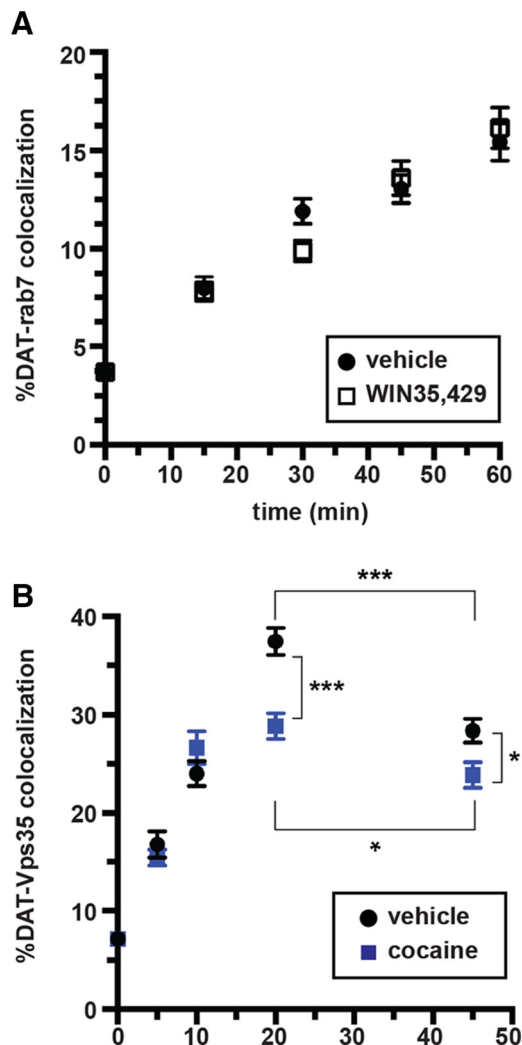 A
%DAT-rab7 colocalization
20
15
10
5
0
vehicle
WIN35,429
0 10 20 30 40 50 60
time (min)
B
%DAT-Vps35 colocalization
40
30
20
10
0
***
***
*
*
vehicle
cocaine
0 10 20 30 40 50